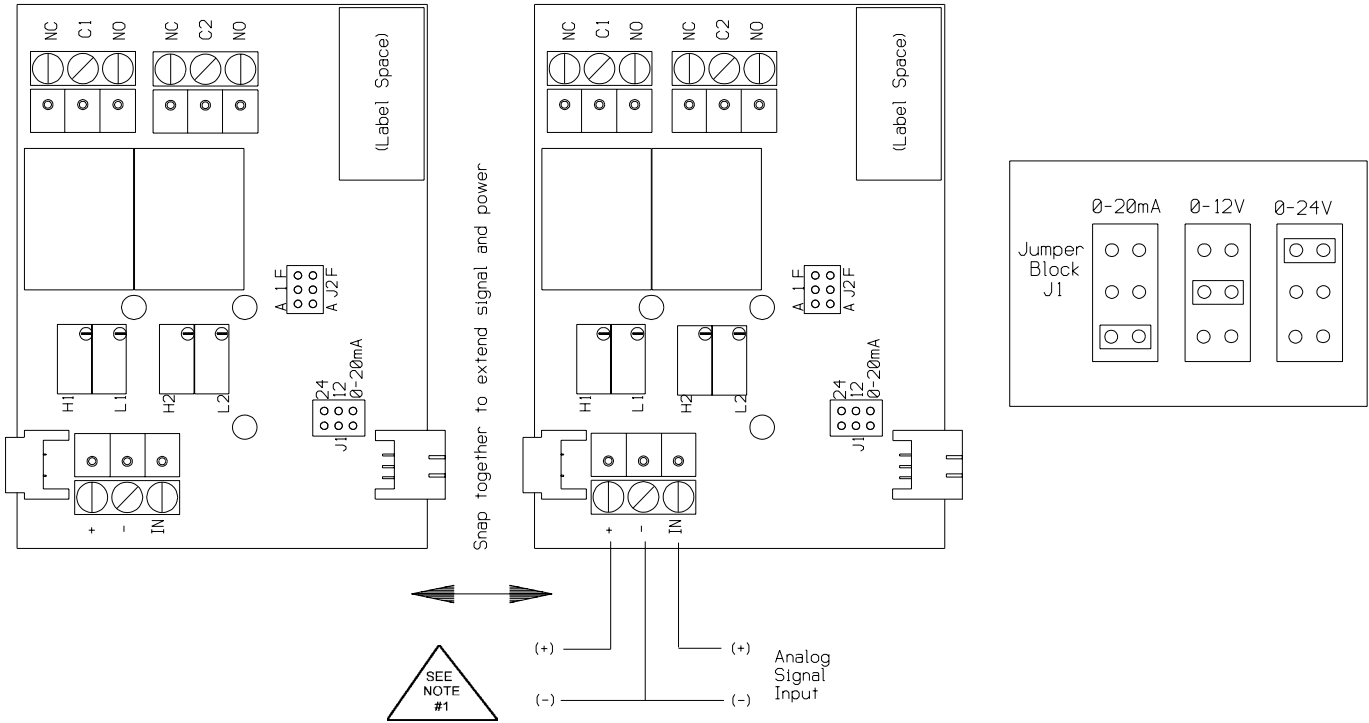 NC C1 NO NC C2 NO
(Label Space)
A 1 F
A J2 F
H1 L1 H2 L2
24
12
0-20mA
J1
+ - IN
Snap together to extend signal and power
NC C1 NO NC C2 NO
(Label Space)
A 1 F
A J2 F
H1 L1 H2 L2
24
12
0-20mA
J1
+ - IN
(+) (+)
(-) (-)
Analog
Signal
Input
SEE
NOTE
#1
0-20mA 0-12V 0-24V
Jumper
Block
J1